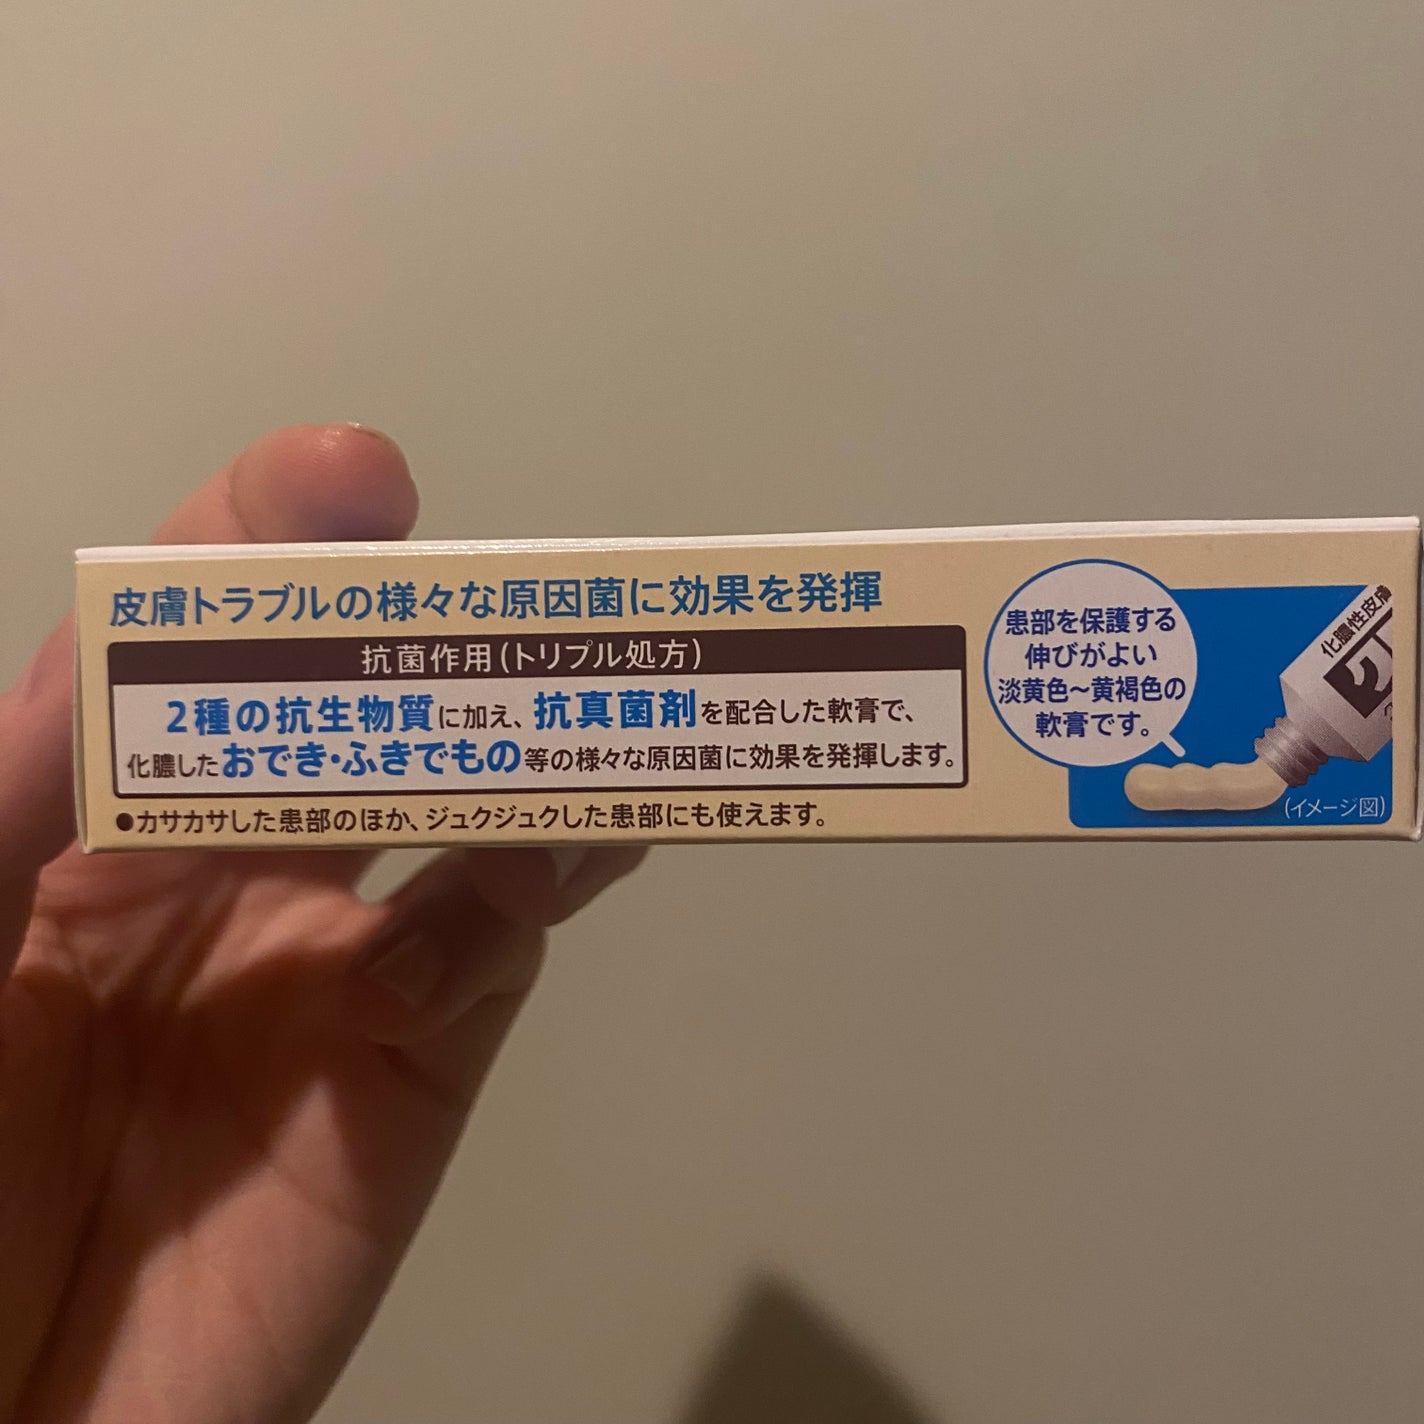 皮膚トラブルの様々な原因菌に効果を発揮
抗菌作用(トリプル処方)
2種の抗生物質に加え、抗真菌剤を配合した軟膏で、
化膿したおでき・ふきでもの等の様々な原因菌に効果を発揮します。
●カサカサした患部のほか、ジュクジュクした患部にも使えます。
患部を保護する
伸びがよい
淡黄色~黄褐色の
軟膏です。
化膿性皮膚
(イメージ図)